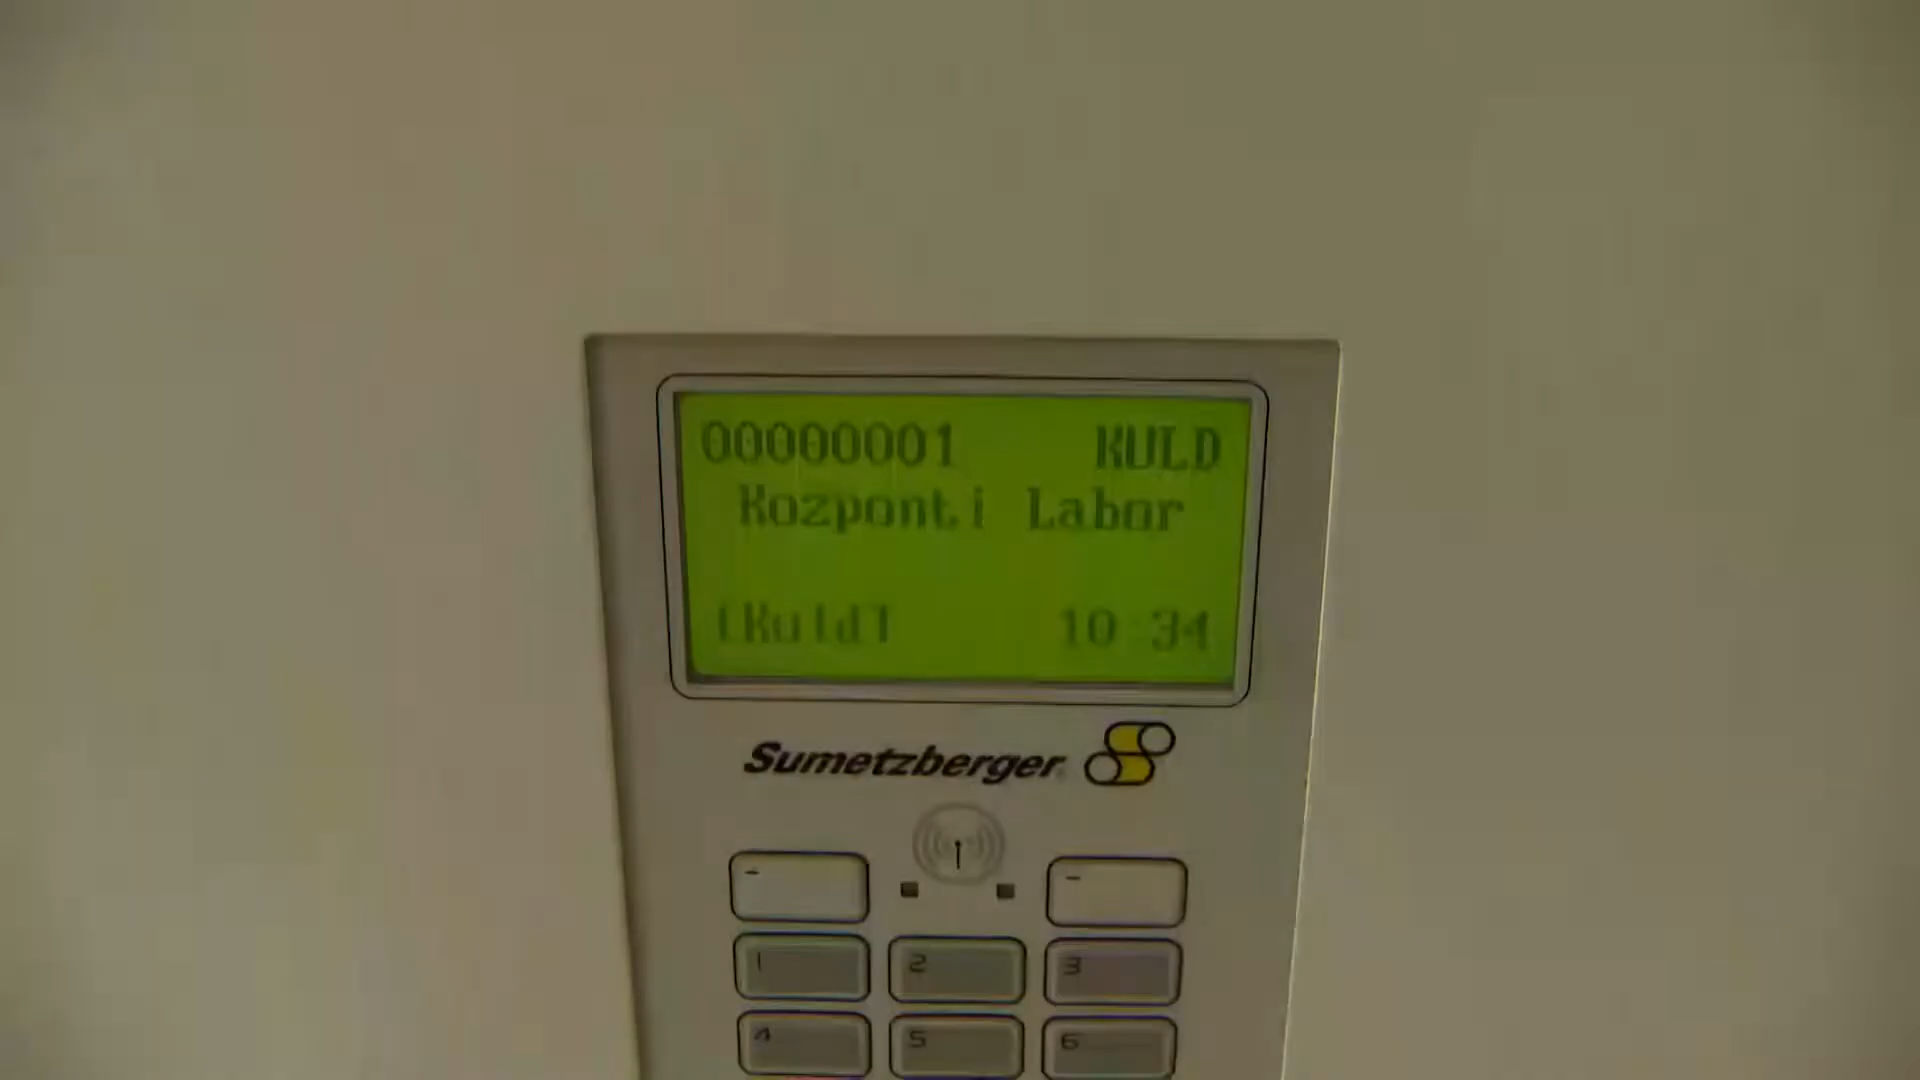 00000001 KULD
Kozponti Labor
[Kuld] 10:34
Sumetzberger
- -
1 2 3
4 5 6